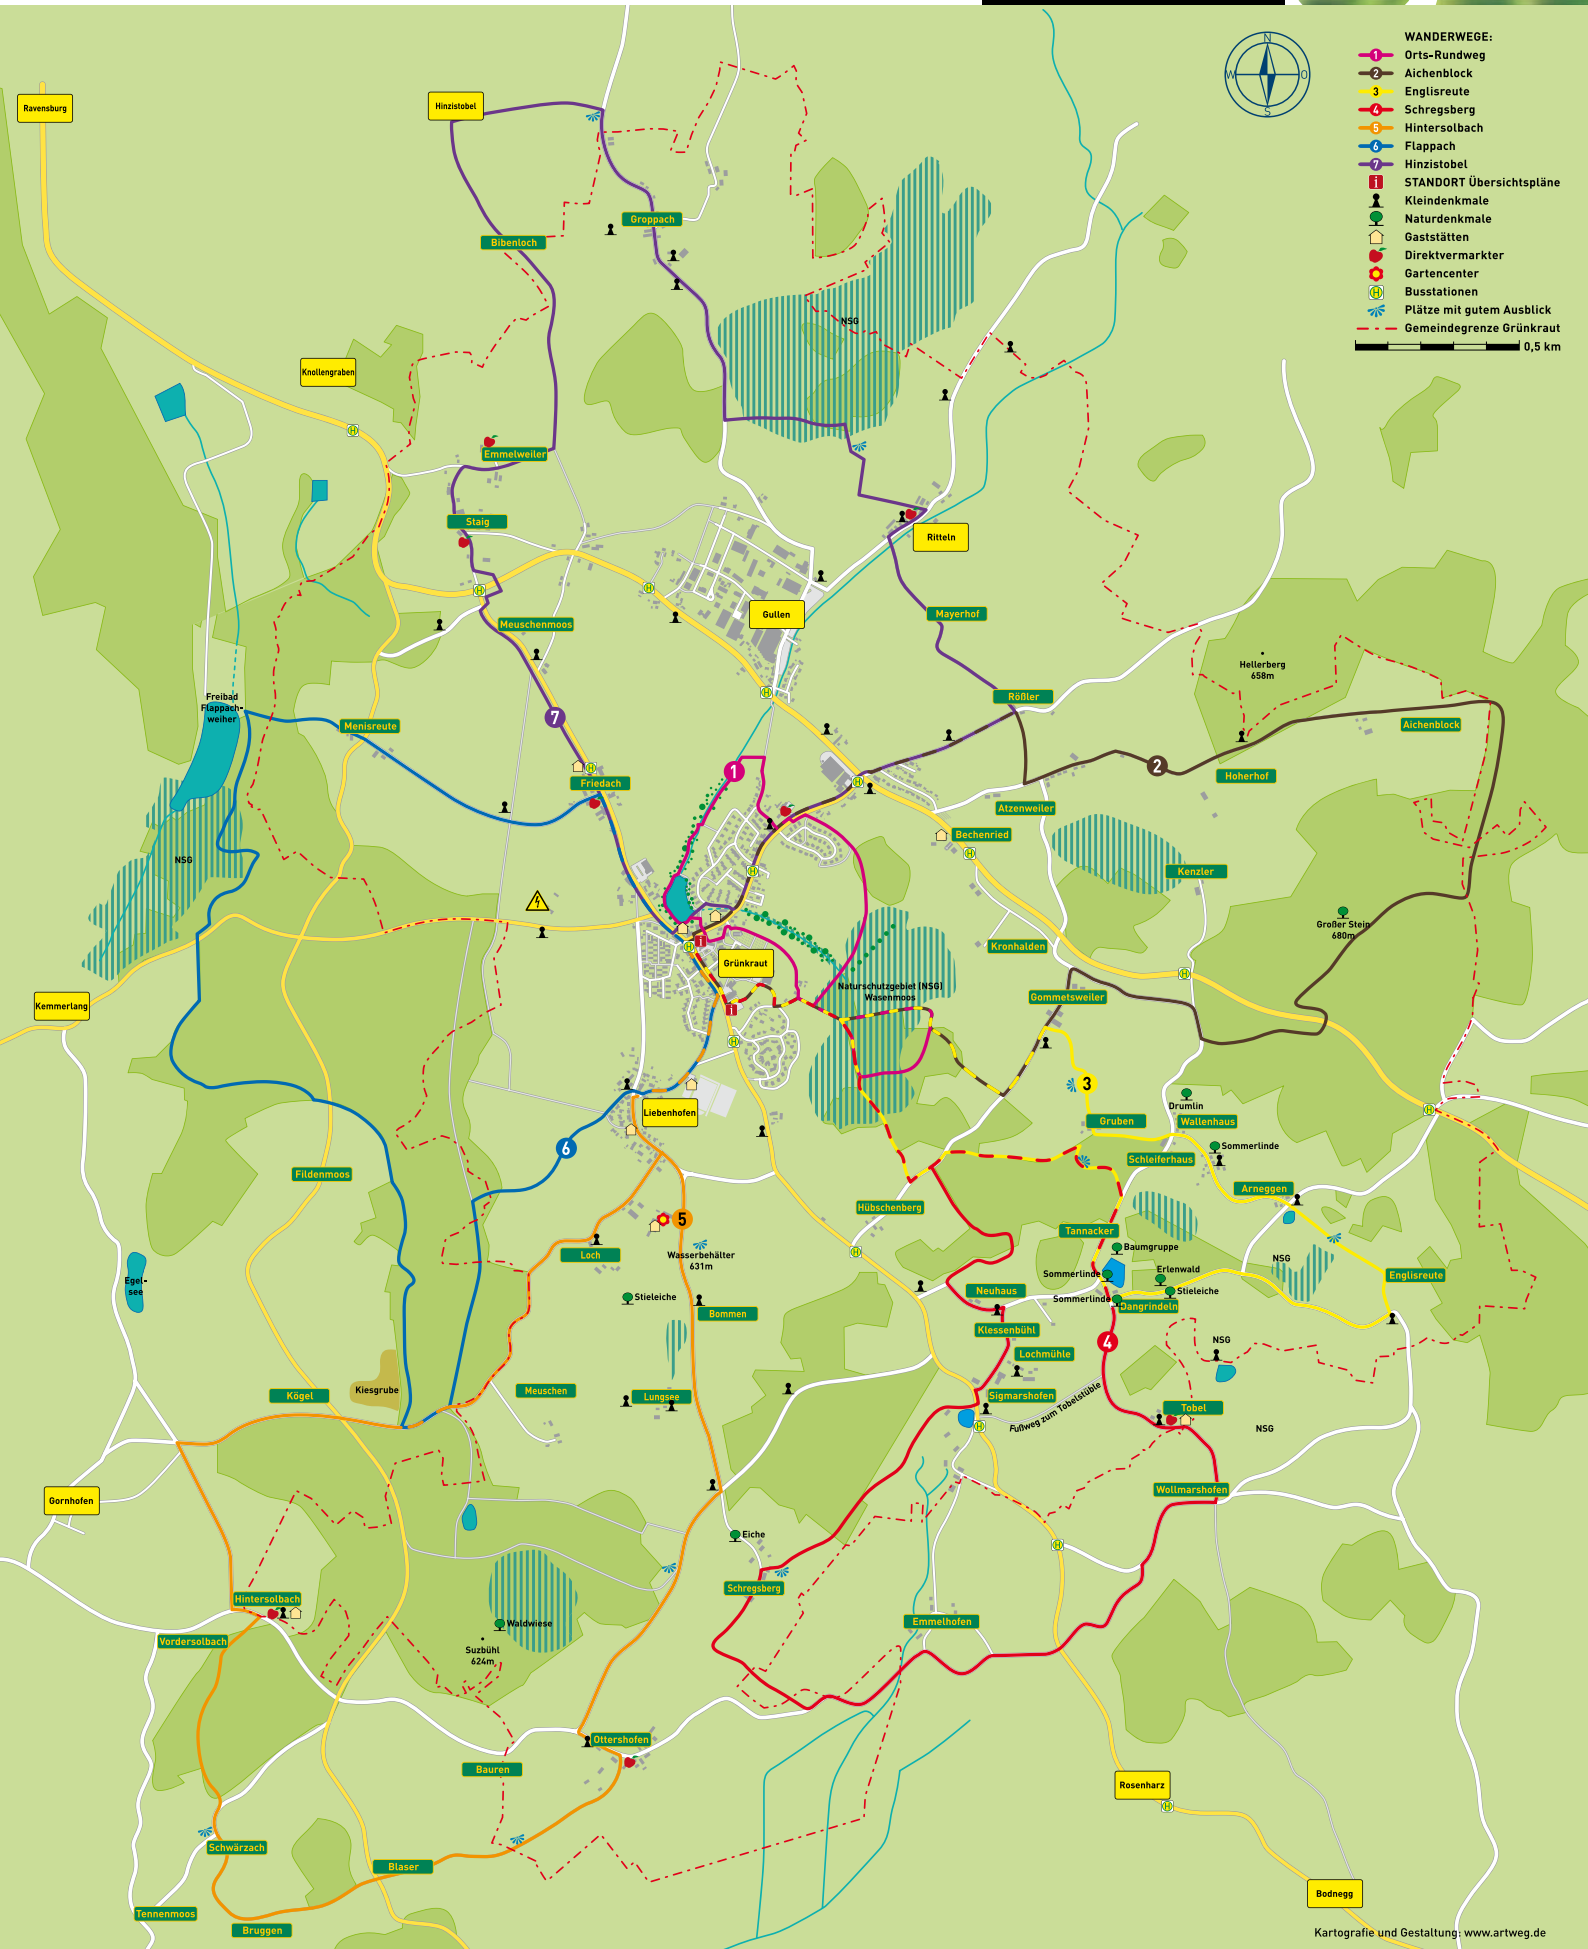 N
W
O
S
WANDERWEGE:
1 Orts-Rundweg
2 Aichenblock
3 Englisreute
4 Schregsberg
5 Hintersolbach
6 Flappach
7 Hinzistobel
i STANDORT Übersichtspläne
Kleindenkmale
Naturdenkmale
Gaststätten
Direktvermarkter
Gartencenter
H Busstationen
Plätze mit gutem Ausblick
Gemeindegrenze Grünkraut
0,5 km
Ravensburg
Hinzistobel
Groppach
Bibenloch
NSG
Knollengraben
Emmelweiler
Staig
Ritteln
Gullen
Mayerhof
Meuschenmoos
Hellerberg
658m
Rößler
Freibad
Flappach-
weiher
Menisreute
7
Aichenblock
2
1
Hoherhof
Friedach
Atzenweiler
Bechenried
NSG
Kenzler
Großer Stein
680m
Kronhalden
Grünkraut
Naturschutzgebiet (NSG)
Wasenmoos
Gommetsweiler
Kemmerlang
3
Liebenhofen
Drumlin
Gruben
Wallenhaus
6
Sommerlinde
Schleiferhaus
Fildenmoos
Arneggen
Hübschenberg
5
Tannacker
Loch
Wasserbehälter
631m
Baumgruppe
NSG
Erlenwald
Sommerlinde
Englisreute
Egel-
see
Neuhaus
Stieleiche
Stieleiche
Sommerlinde
Dangrindeln
Bommen
Klessenbühl
4
NSG
Lochmühle
Kiesgrube
Meuschen
Kögel
Lungsee
Sigmarshofen
Fußweg zum Tobelstüble
Tobel
NSG
Wollmarshofen
Gornhofen
Eiche
Schregsberg
Hintersolbach
Waldwiese
Emmelhofen
Vordersolbach
Suzbühl
624m
Ottershofen
Bauren
Rosenharz
Schwärzach
Blaser
Bodnegg
Tennenmoos
Bruggen
Kartografie und Gestaltung: www.artweg.de